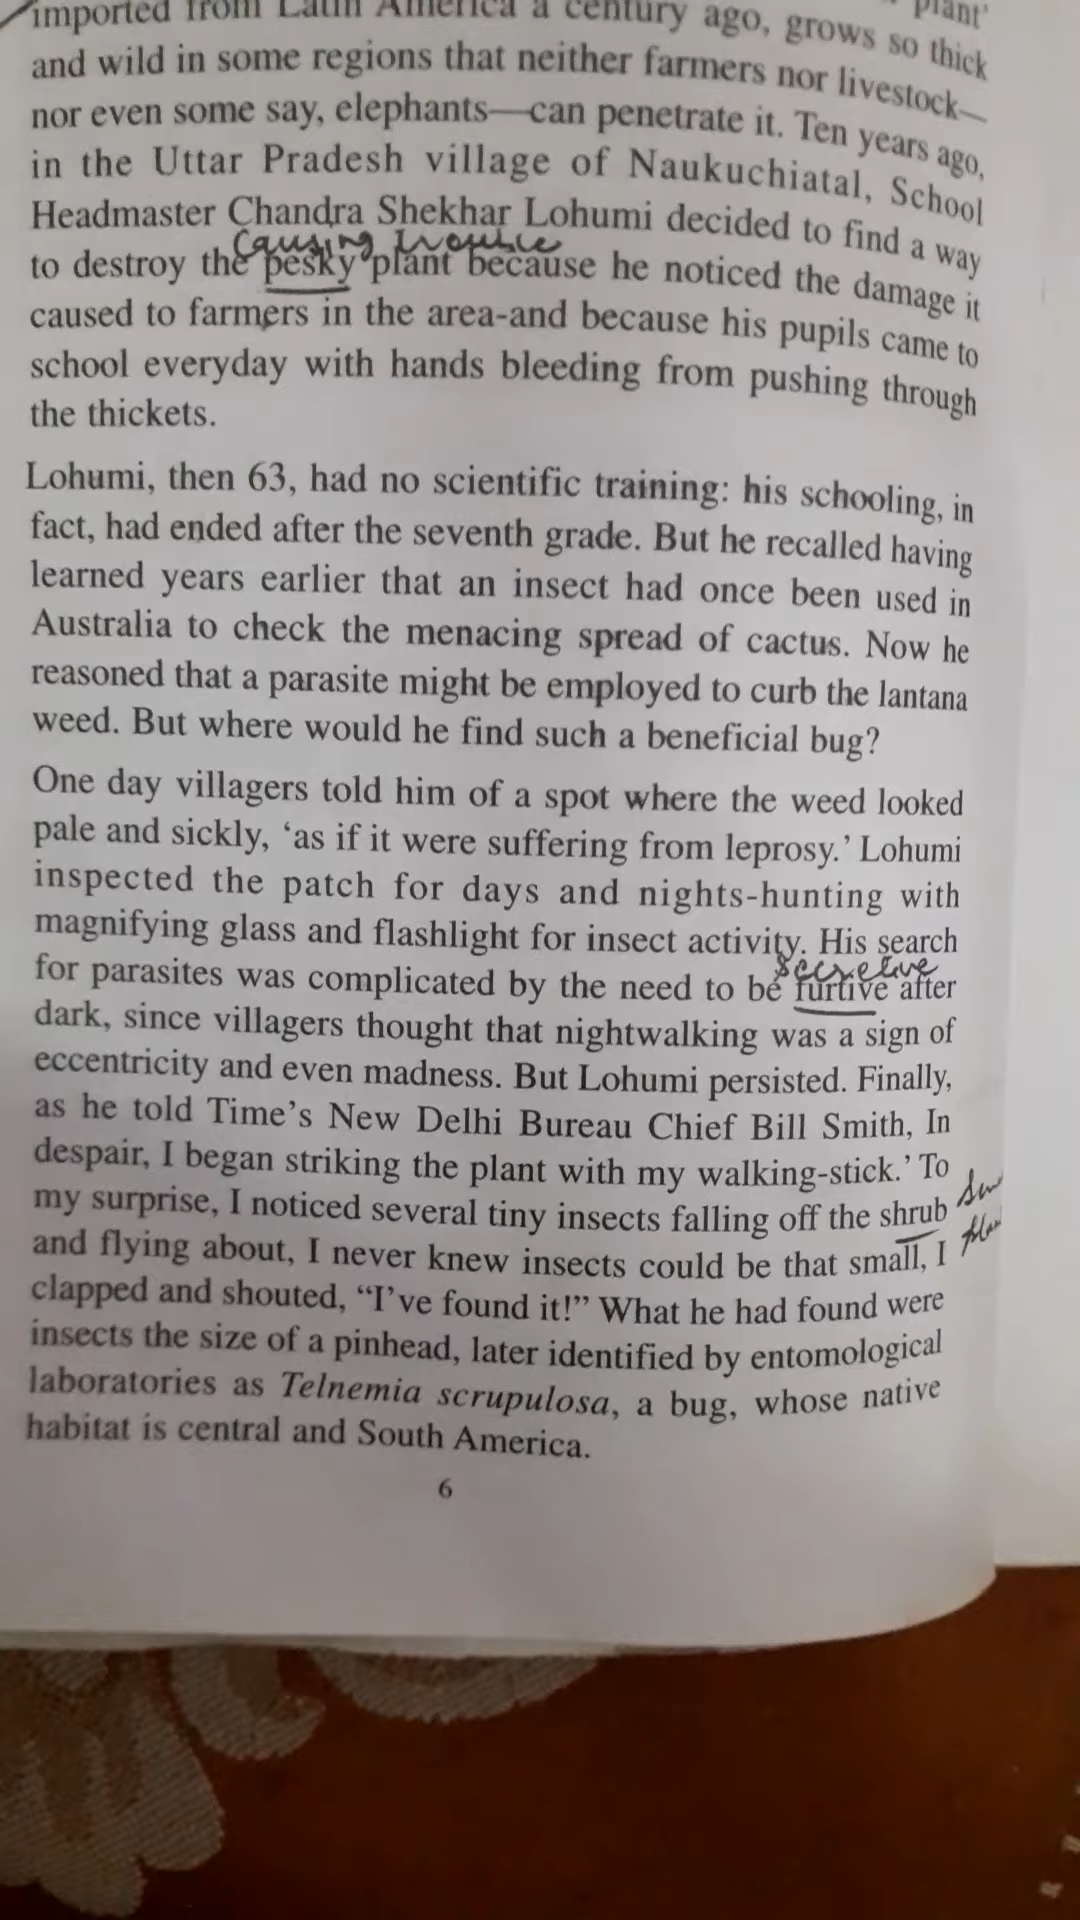 imported from Latin America a century ago, grows so thick
plant'
and wild in some regions that neither farmers nor livestock—
nor even some say, elephants—can penetrate it. Ten years ago,
in the Uttar Pradesh village of Naukuchiatal, School
Headmaster Chandra Shekhar Lohumi decided to find a way
causing trouble
to destroy the pesky plant because he noticed the damage it
caused to farmers in the area-and because his pupils came to
school everyday with hands bleeding from pushing through
the thickets.
Lohumi, then 63, had no scientific training: his schooling, in
fact, had ended after the seventh grade. But he recalled having
learned years earlier that an insect had once been used in
Australia to check the menacing spread of cactus. Now he
reasoned that a parasite might be employed to curb the lantana
weed. But where would he find such a beneficial bug?
One day villagers told him of a spot where the weed looked
pale and sickly, ‘as if it were suffering from leprosy.’ Lohumi
inspected the patch for days and nights-hunting with
magnifying glass and flashlight for insect activity. His search
secretive
for parasites was complicated by the need to be furtive after
dark, since villagers thought that nightwalking was a sign of
eccentricity and even madness. But Lohumi persisted. Finally,
as he told Time’s New Delhi Bureau Chief Bill Smith, In
despair, I began striking the plant with my walking-stick.’ To
my surprise, I noticed several tiny insects falling off the shrub
and flying about, I never knew insects could be that small, I
clapped and shouted, “I’ve found it!” What he had found were
insects the size of a pinhead, later identified by entomological
laboratories as Telnemia scrupulosa, a bug, whose native
habitat is central and South America.
6